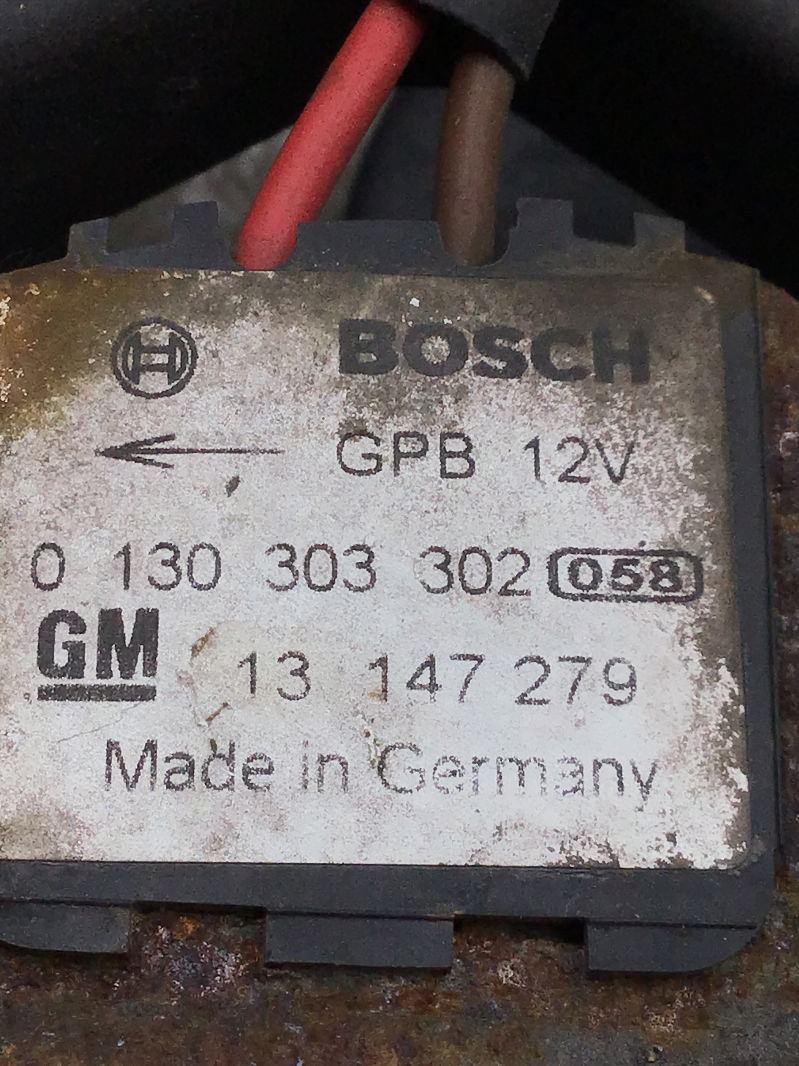 BOSCH
GPB 12V
0 130 303 302 058
GM 13 147 279
Made in Germany